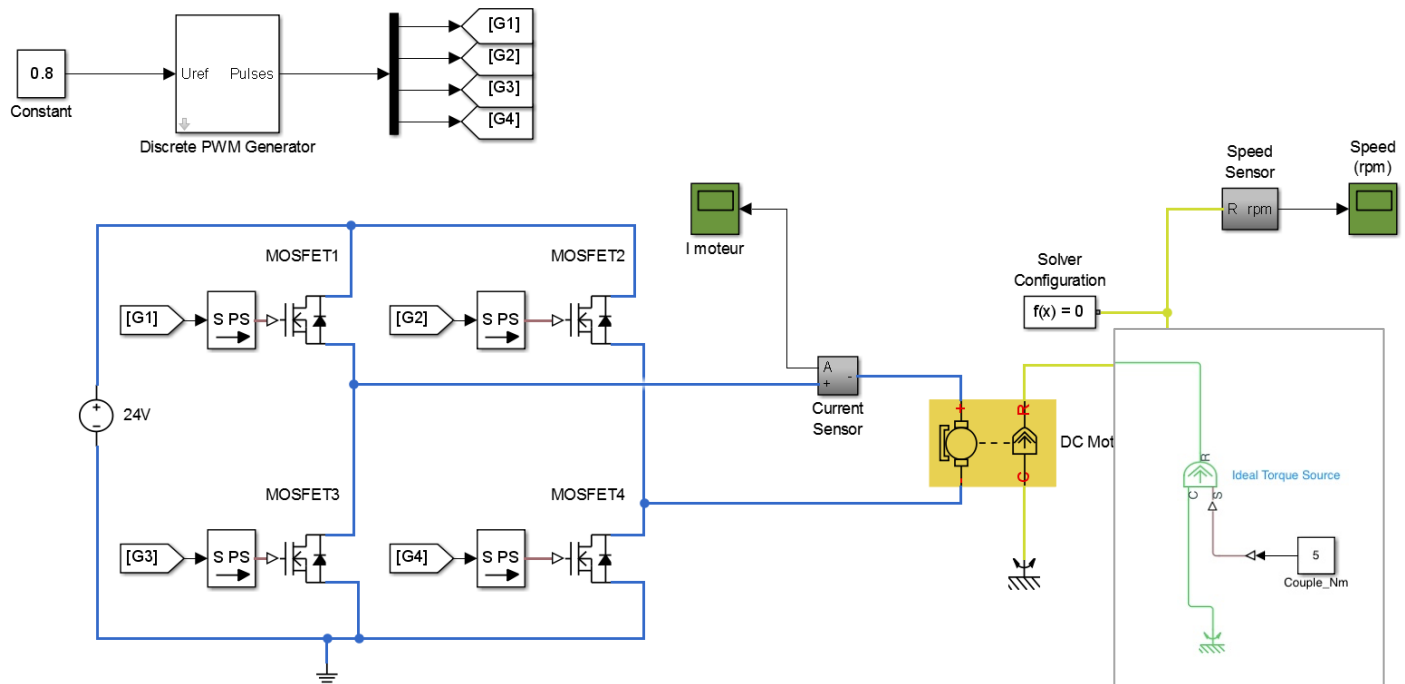 [G1]
[G2]
[G3]
[G4]
0.8
Constant
Uref Pulses
Discrete PWM Generator
Speed
Sensor
Speed
(rpm)
R rpm
I moteur
Solver
Configuration
f(x) = 0
MOSFET1
MOSFET2
[G1]
S PS
[G2]
S PS
24V
A
+
-
Current
Sensor
+
R
DC Mot
-
C
MOSFET3
MOSFET4
[G3]
S PS
[G4]
S PS
R
Ideal Torque Source
C
S
5
Couple_Nm